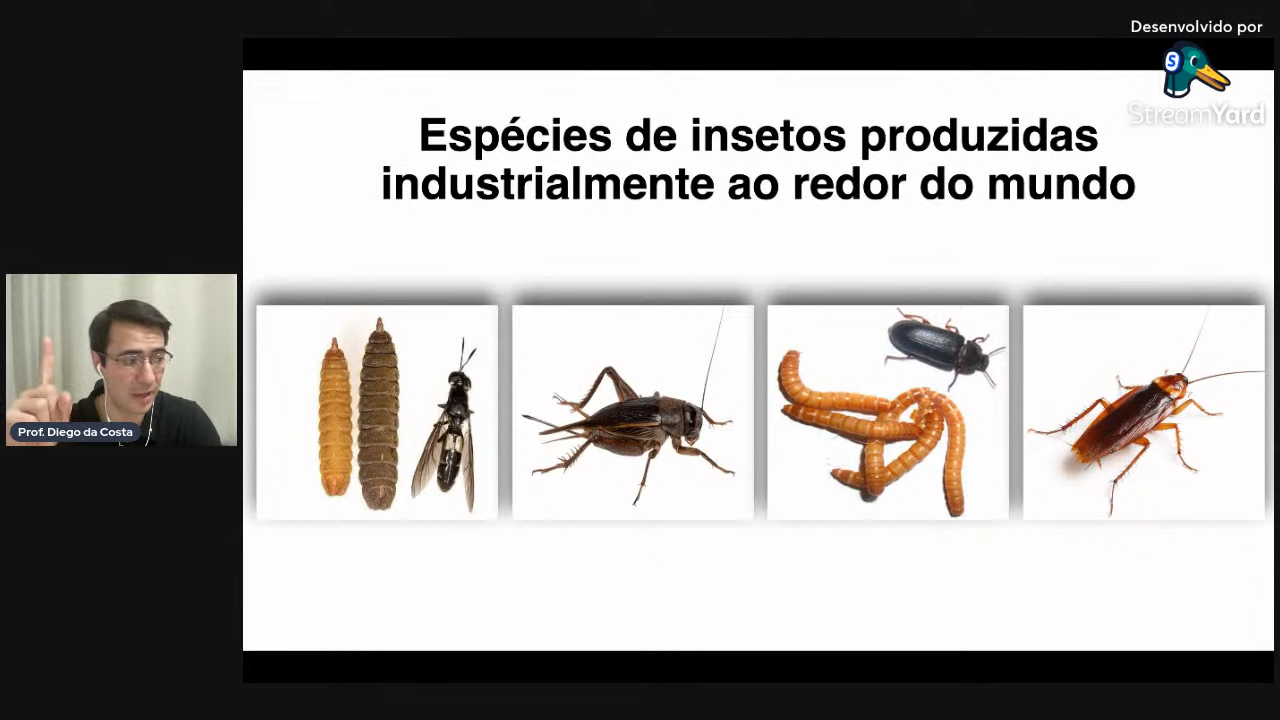 Desenvolvido por
S
StreamYard
Espécies de insetos produzidas
industrialmente ao redor do mundo
Prof. Diego da Costa